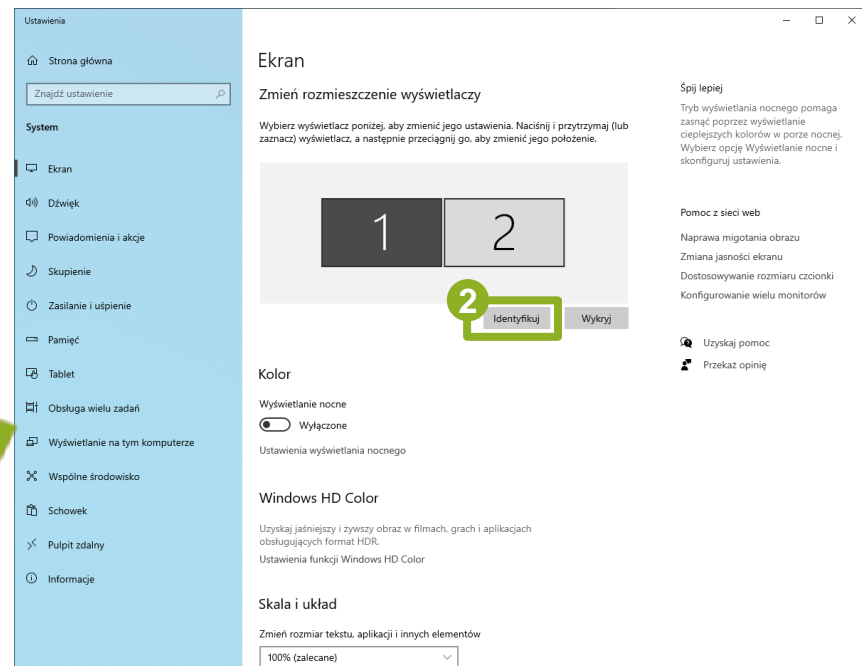 Ustawienia
Strona główna
Znajdź ustawienie
System
Ekran
Dźwięk
Powiadomienia i akcje
Skupienie
Zasilanie i uśpienie
Pamięć
Tablet
Obsługa wielu zadań
Wyświetlanie na tym komputerze
Wspólne środowisko
Schowek
Pulpit zdalny
Informacje
Ekran
Zmień rozmieszczenie wyświetlaczy
Wybierz wyświetlacz poniżej, aby zmienić jego ustawienia. Naciśnij i przytrzymaj (lub
zaznacz) wyświetlacz, a następnie przeciągnij go, aby zmienić jego położenie.
1 2
2
Identyfikuj Wykryj
Kolor
Wyświetlanie nocne
Wyłączone
Ustawienia wyświetlania nocnego
Windows HD Color
Uzyskaj jaśniejszy i żywszy obraz w filmach, grach i aplikacjach
obsługujących format HDR.
Ustawienia funkcji Windows HD Color
Skala i układ
Zmień rozmiar tekstu, aplikacji i innych elementów
100% (zalecane)
Śpij lepiej
Tryb wyświetlania nocnego pomaga
zasnąć poprzez wyświetlanie
cieplejszych kolorów w porze nocnej.
Wybierz opcję Wyświetlanie nocne i
skonfiguruj ustawienia.
Pomoc z sieci web
Naprawa migotania obrazu
Zmiana jasności ekranu
Dostosowywanie rozmiaru czcionki
Konfigurowanie wielu monitorów
Uzyskaj pomoc
Przekaż opinię